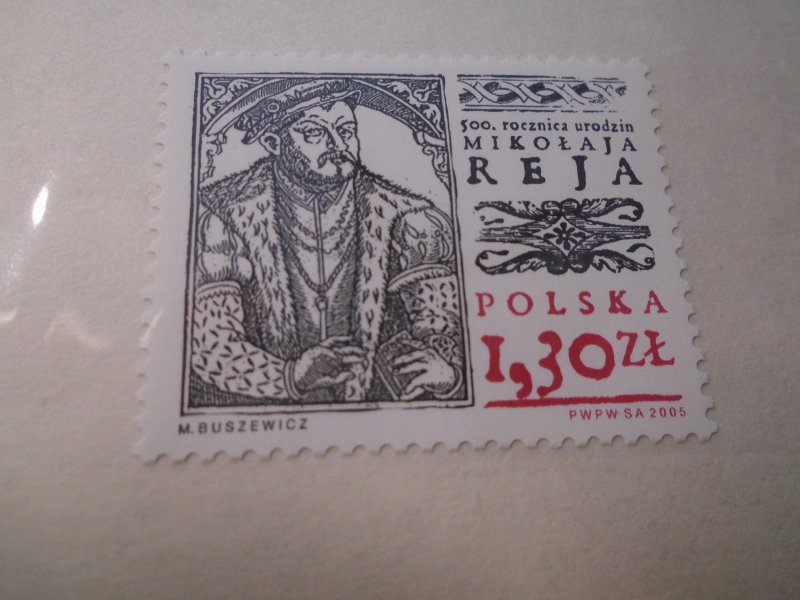 500. rocznica urodzin
MIKOŁAJA
REJA
POLSKA
1,30 ZŁ
M. BUSZEWICZ
PWPW SA 2005